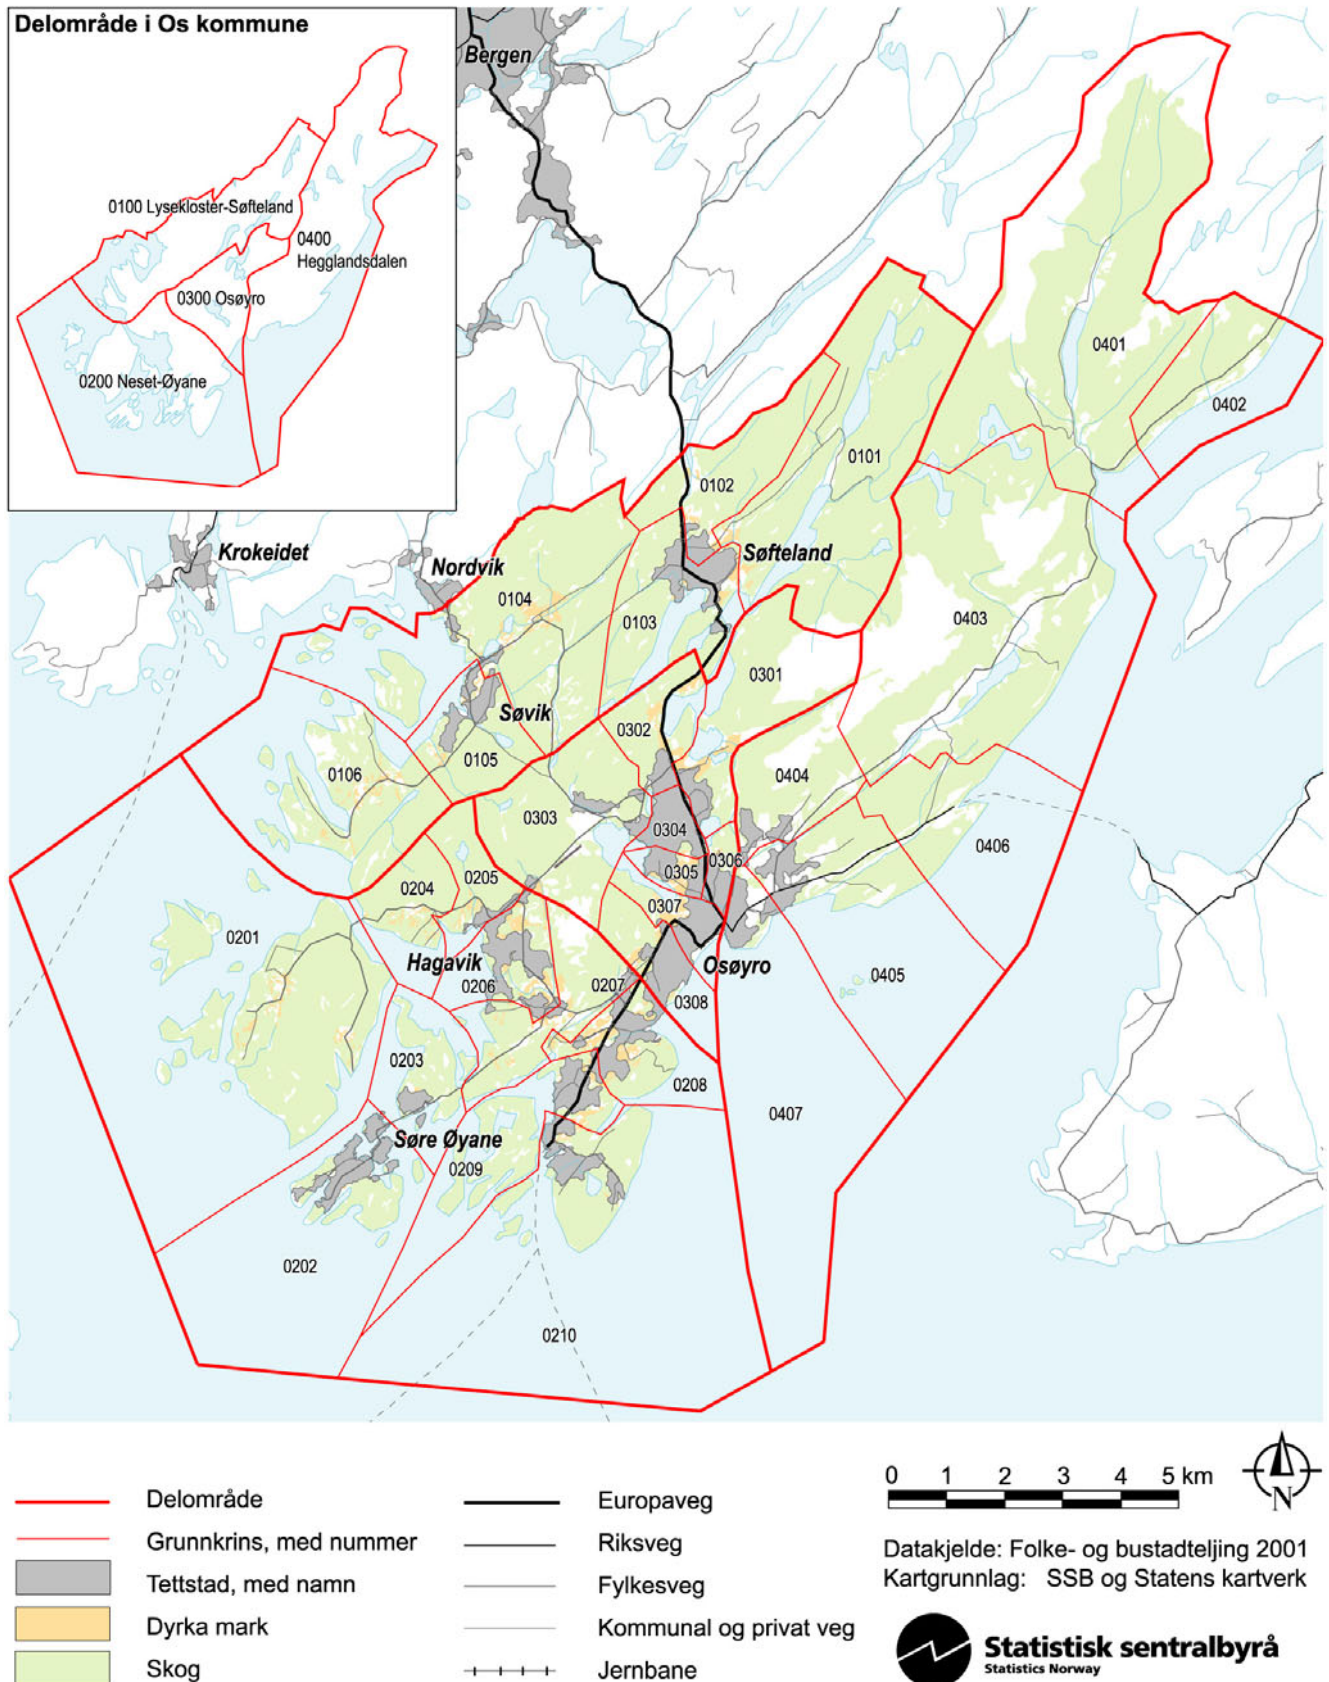 Delområde i Os kommune
0100 Lysekloster-Søfteland
0400
Hegglandsdalen
0300 Osøyro
0200 Neset-Øyane
Bergen
0401
0402
0101
0102
Krokeidet
Nordvik
Søfteland
0104
0103
0403
0301
Søvik
0302
0106
0105
0404
0303
0304
0306
0406
0305
0204
0205
0307
0201
Hagavik
0206
0207
Osøyro
0405
0308
0203
0208
0407
Søre Øyane
0209
0202
0210
Delområde
Grunnkrins, med nummer
Tettstad, med namn
Dyrka mark
Skog
Europaveg
Riksveg
Fylkesveg
Kommunal og privat veg
Jernbane
0 1 2 3 4 5 km
N
Datakjelde: Folke- og bustadteljing 2001
Kartgrunnlag: SSB og Statens kartverk
Statistisk sentralbyrå
Statistics Norway